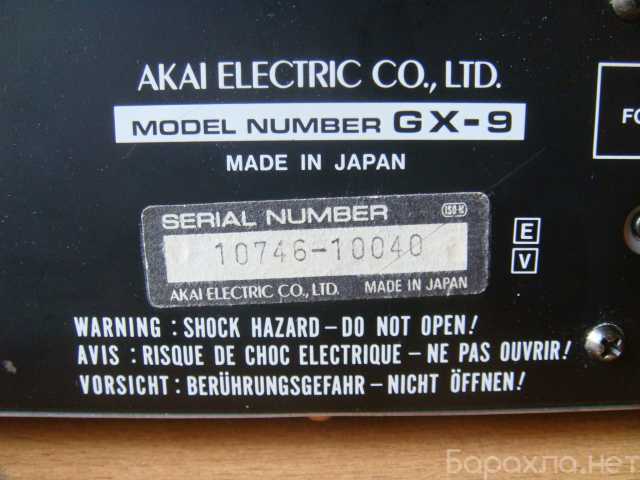 AKAI ELECTRIC CO., LTD.
MODEL NUMBER GX-9
MADE IN JAPAN
FO
SERIAL NUMBER
10746-10040
AKAI ELECTRIC CO., LTD. MADE IN JAPAN
E
V
WARNING : SHOCK HAZARD – DO NOT OPEN!
AVIS : RISQUE DE CHOC ELECTRIQUE – NE PAS OUVRIR!
VORSICHT : BERÜHRUNGSGEFAHR – NICHT ÖFFNEN!
Барахла.нет